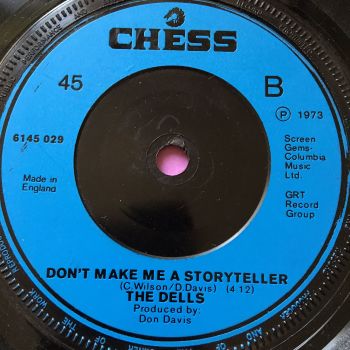 CHESS
45
B
℗ 1973
6145 029
Screen
Gems-
Columbia
Music
Ltd.
Made in
England
GRT
Record
Group
DON'T MAKE ME A STORYTELLER
(C. Wilson/D. Davis) (4 12)
THE DELLS
Produced by:
Don Davis